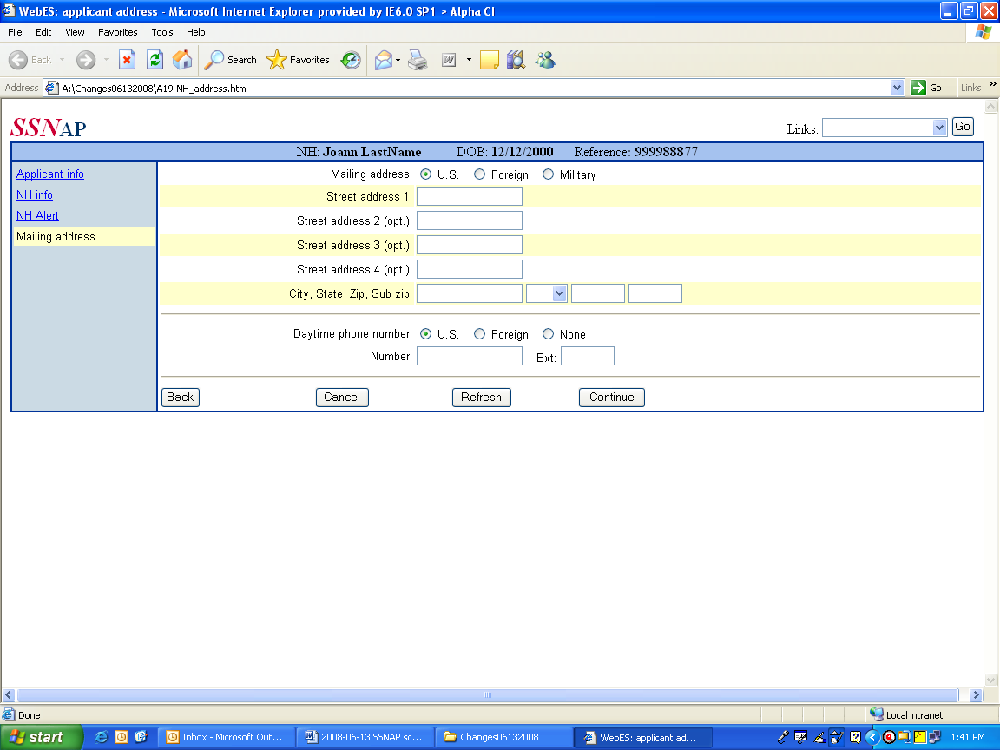 WebES: applicant address - Microsoft Internet Explorer provided by IE6.0 SP1 > Alpha CI
File Edit View Favorites Tools Help
Back Search Favorites
Address A:\Changes06132008\A19-NH_address.html Go Links »
SSNAP Links: Go
NH: Joann LastName DOB: 12/12/2000 Reference: 999988877
Applicant info
NH info
NH Alert
Mailing address
Mailing address: U.S. Foreign Military
Street address 1:
Street address 2 (opt.):
Street address 3 (opt.):
Street address 4 (opt.):
City, State, Zip, Sub zip:
Daytime phone number: U.S. Foreign None
Number: Ext:
Back Cancel Refresh Continue
Done Local intranet
start Inbox - Microsoft Out... 2008-06-13 SSNAP sc... Changes06132008 WebES: applicant ad... 1:41 PM